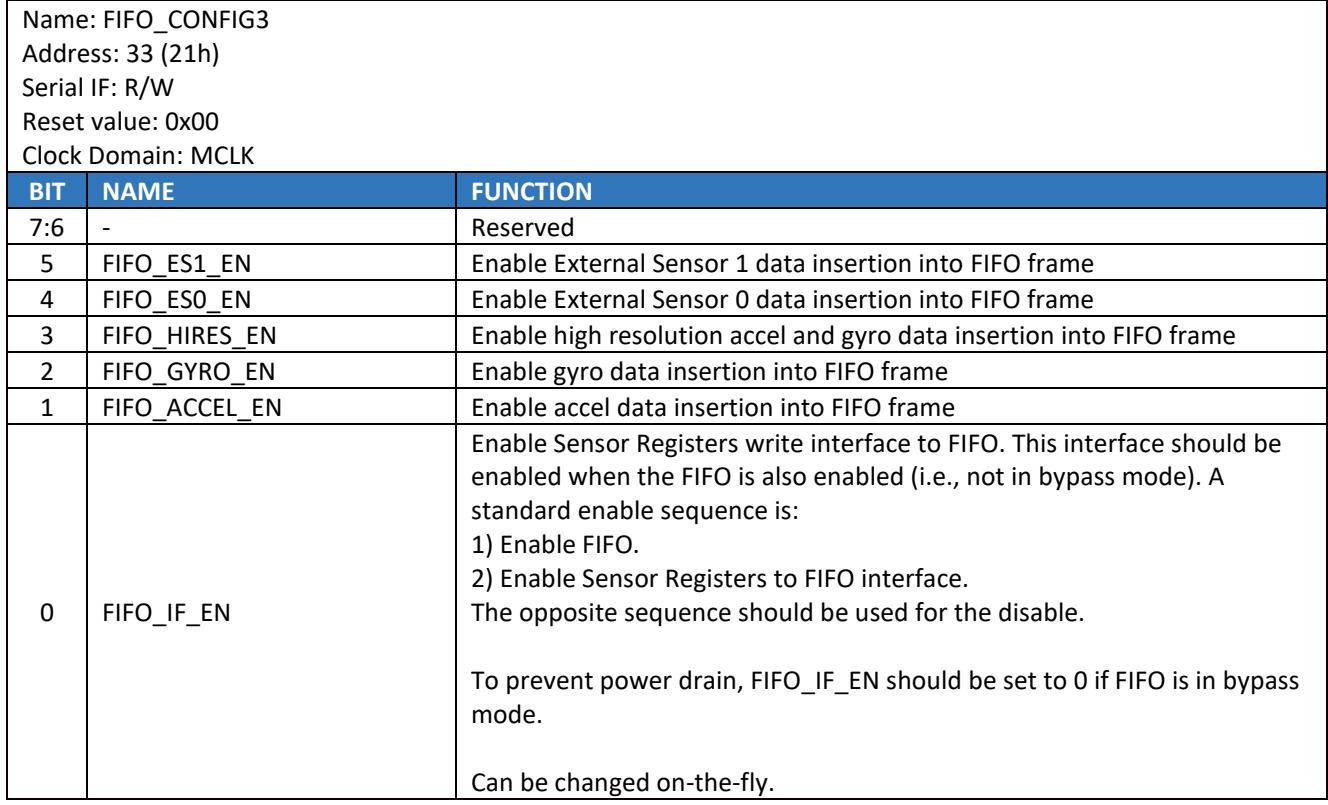 Name: FIFO_CONFIG3
Address: 33 (21h)
Serial IF: R/W
Reset value: 0x00
Clock Domain: MCLK
BIT NAME FUNCTION
7:6 - Reserved
5 FIFO_ES1_EN Enable External Sensor 1 data insertion into FIFO frame
4 FIFO_ES0_EN Enable External Sensor 0 data insertion into FIFO frame
3 FIFO_HIRES_EN Enable high resolution accel and gyro data insertion into FIFO frame
2 FIFO_GYRO_EN Enable gyro data insertion into FIFO frame
1 FIFO_ACCEL_EN Enable accel data insertion into FIFO frame
0 FIFO_IF_EN Enable Sensor Registers write interface to FIFO. This interface should be
enabled when the FIFO is also enabled (i.e., not in bypass mode). A
standard enable sequence is:
1) Enable FIFO.
2) Enable Sensor Registers to FIFO interface.
The opposite sequence should be used for the disable.
To prevent power drain, FIFO_IF_EN should be set to 0 if FIFO is in bypass
mode.
Can be changed on-the-fly.